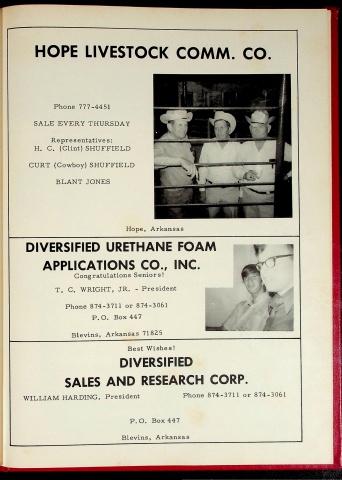 HOPE LIVESTOCK COMM. CO.
Phone 777-4451
SALE EVERY THURSDAY
Representatives:
H. C. (Clint) SHUFFIELD
CURT (Cowboy) SHUFFIELD
BLANT JONES
Hope, Arkansas
DIVERSIFIED URETHANE FOAM
APPLICATIONS CO., INC.
Congratulations Seniors!
T. C. WRIGHT, JR. - President
Phone 874-3711 or 874-3061
P.O. Box 447
Blevins, Arkansas 71825
Best Wishes!
DIVERSIFIED
SALES AND RESEARCH CORP.
WILLIAM HARDING, President Phone 874-3711 or 874-3061
P.O. Box 447
Blevins, Arkansas